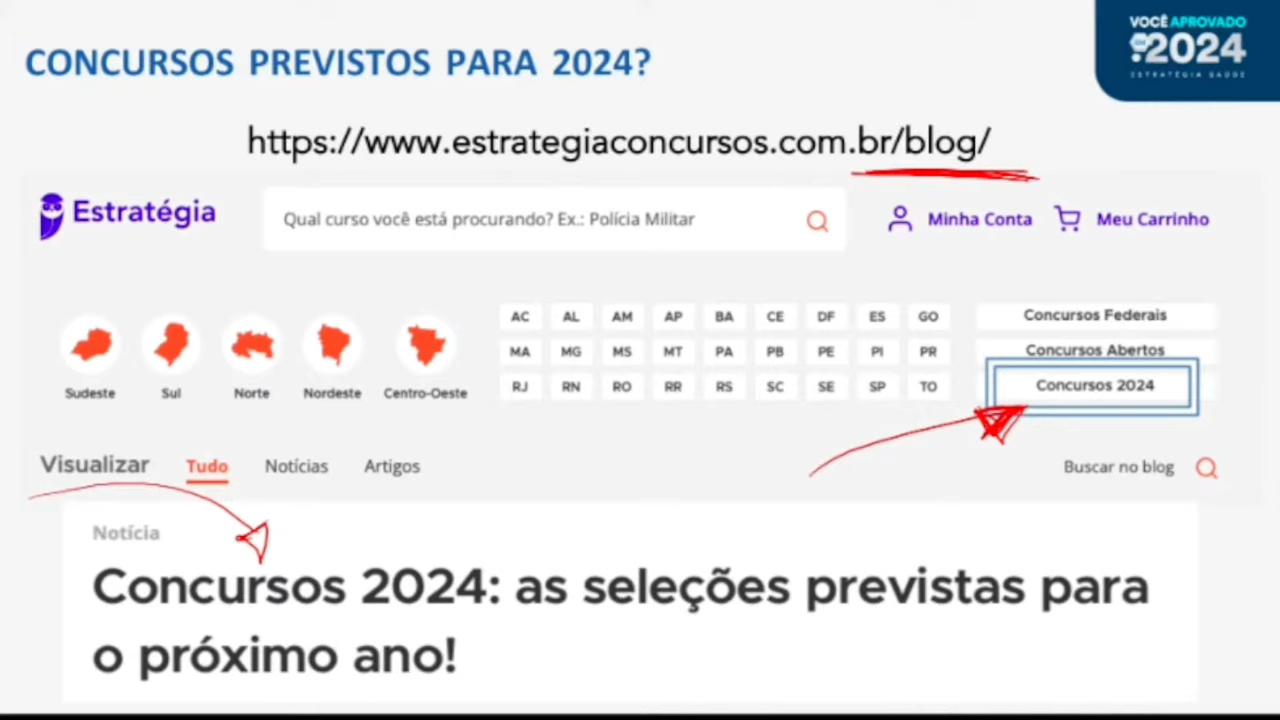 CONCURSOS PREVISTOS PARA 2024?
VOCÊ APROVADO
EM 2024
ESTRATÉGIA SAÚDE
https://www.estrategiaconcursos.com.br/blog/
Estratégia
Qual curso você está procurando? Ex.: Polícia Militar
Minha Conta
Meu Carrinho
Sudeste
Sul
Norte
Nordeste
Centro-Oeste
AC AL AM AP BA CE DF ES GO
MA MG MS MT PA PB PE PI PR
RJ RN RO RR RS SC SE SP TO
Concursos Federais
Concursos Abertos
Concursos 2024
Visualizar Tudo Notícias Artigos
Buscar no blog
Notícia
Concursos 2024: as seleções previstas para
o próximo ano!